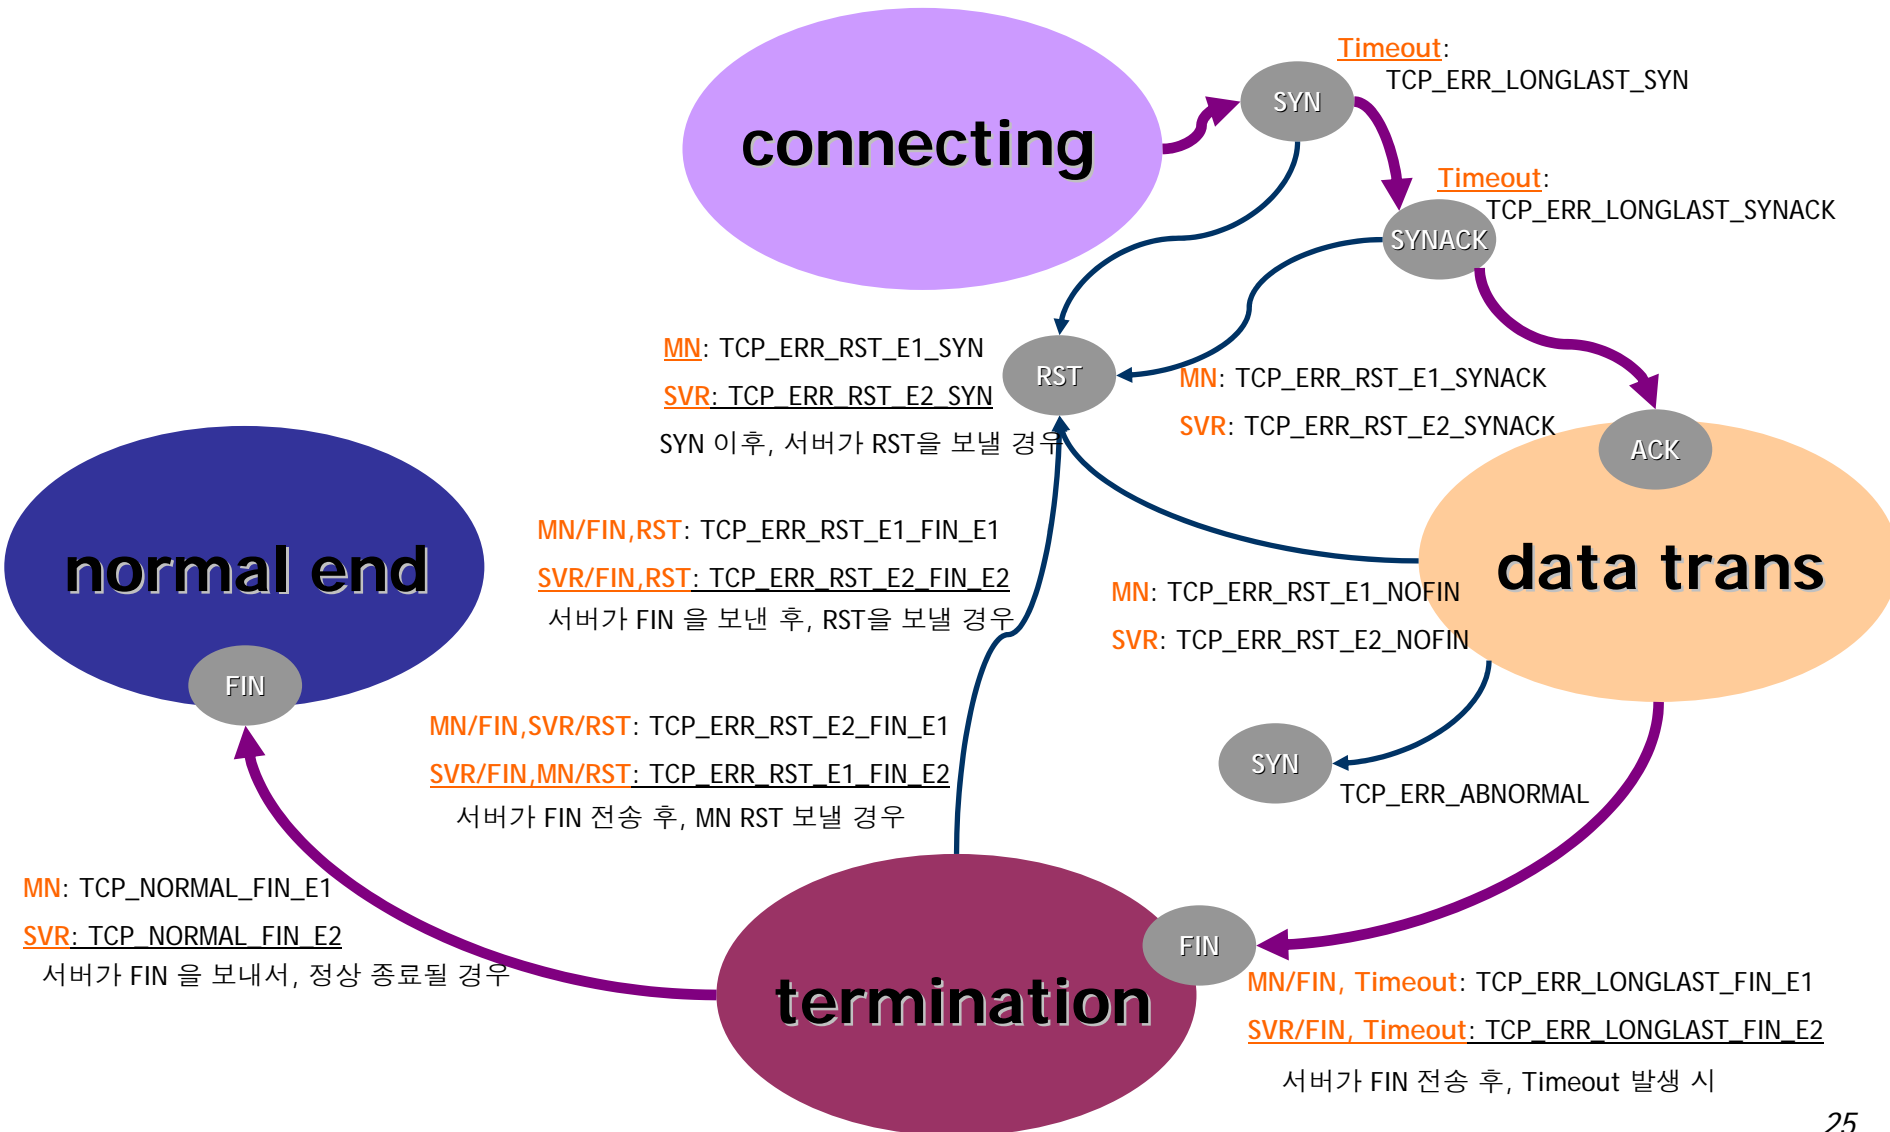 Timeout:
TCP_ERR_LONGLAST_SYN
SYN
connecting
Timeout:
TCP_ERR_LONGLAST_SYNACK
SYNACK
MN: TCP_ERR_RST_E1_SYN
SVR: TCP_ERR_RST_E2_SYN
SYN 이후, 서버가 RST을 보낼 경우
RST
MN: TCP_ERR_RST_E1_SYNACK
SVR: TCP_ERR_RST_E2_SYNACK
ACK
MN/FIN,RST: TCP_ERR_RST_E1_FIN_E1
SVR/FIN,RST: TCP_ERR_RST_E2_FIN_E2
서버가 FIN 을 보낸 후, RST을 보낼 경우
normal end
data trans
MN: TCP_ERR_RST_E1_NOFIN
SVR: TCP_ERR_RST_E2_NOFIN
FIN
MN/FIN,SVR/RST: TCP_ERR_RST_E2_FIN_E1
SVR/FIN,MN/RST: TCP_ERR_RST_E1_FIN_E2
서버가 FIN 전송 후, MN RST 보낼 경우
SYN
TCP_ERR_ABNORMAL
MN: TCP_NORMAL_FIN_E1
SVR: TCP_NORMAL_FIN_E2
서버가 FIN 을 보내서, 정상 종료될 경우
FIN
termination
MN/FIN, Timeout: TCP_ERR_LONGLAST_FIN_E1
SVR/FIN, Timeout: TCP_ERR_LONGLAST_FIN_E2
서버가 FIN 전송 후, Timeout 발생 시
25